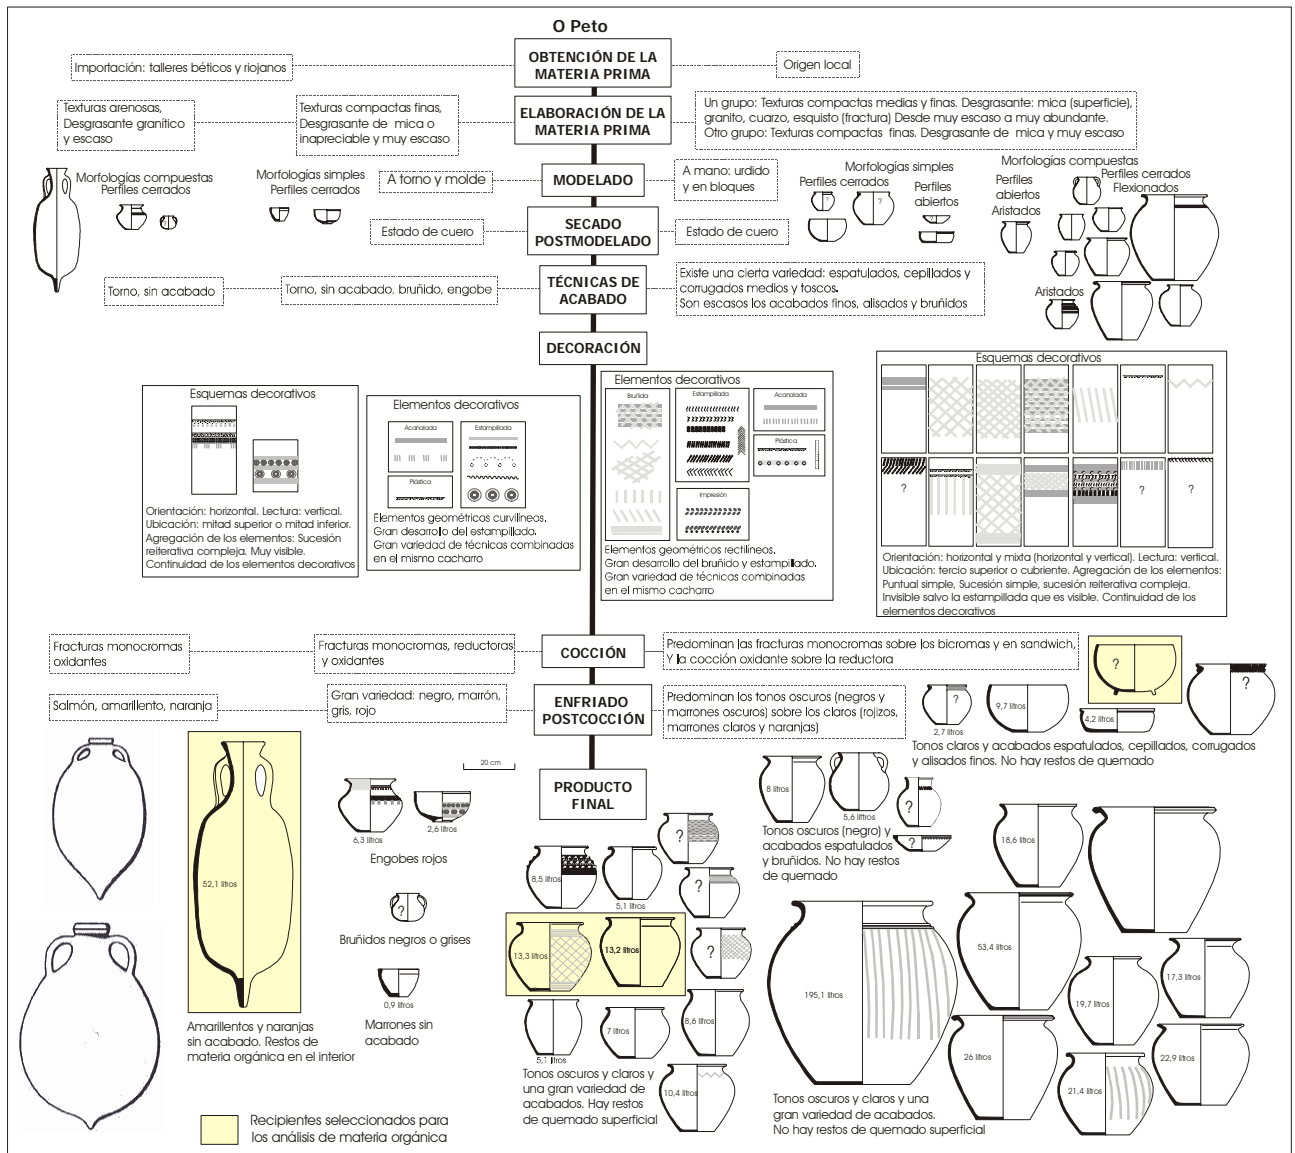 O Peto
OBTENCIÓN DE LA
MATERIA PRIMA
Importación: talleres béticos y riojanos
Origen local
ELABORACIÓN DE LA
MATERIA PRIMA
Texturas arenosas,
Desgrasante granítico
y escaso
Texturas compactas finas,
Desgrasante de mica o
inapreciable y muy escaso
Un grupo: Texturas compactas medias y finas. Desgrasante: mica (superficie),
granito, cuarzo, esquisto (fractura) Desde muy escaso a muy abundante.
Otro grupo: Texturas compactas finas. Desgrasante de mica y muy escaso
MODELADO
Morfologías compuestas
Perfiles cerrados
Morfologías simples
Perfiles cerrados
A torno y molde
A mano: urdido
y en bloques
Morfologías simples
Perfiles cerrados
Perfiles
abiertos
?
?
?
Morfologías compuestas
Perfiles
abiertos
Aristados
Perfiles cerrados
Flexionados
Aristados
SECADO
POSTMODELADO
Estado de cuero
Estado de cuero
TÉCNICAS DE
ACABADO
Torno, sin acabado
Torno, sin acabado, bruñido, engobe
Existe una cierta variedad: espatulados, cepillados y
corrugados medios y toscos.
Son escasos los acabados finos, alisados y bruñidos
DECORACIÓN
Esquemas decorativos
Orientación: horizontal. Lectura: vertical.
Ubicación: mitad superior o mitad inferior.
Agregación de los elementos: Sucesión
reiterativa compleja. Muy visible.
Continuidad de los elementos decorativos
Elementos decorativos
Acanalada
Estampillada
Plástica
Elementos geométricos curvilíneos.
Gran desarrollo del estampillado.
Gran variedad de técnicas combinadas
en el mismo cacharro
Elementos decorativos
Bruñida
Estampillada
Acanalada
Plástica
Impresión
Elementos geométricos rectilíneos.
Gran desarrollo del bruñido y estampillado.
Gran variedad de técnicas combinadas
en el mismo cacharro
Esquemas decorativos
?
?
?
Orientación: horizontal y mixta (horizontal y vertical). Lectura: vertical.
Ubicación: tercio superior o cubriente. Agregación de los elementos:
Puntual simple, Sucesión simple, sucesión reiterativa compleja.
Invisible salvo la estampillada que es visible. Continuidad de los
elementos decorativos
COCCIÓN
Fracturas monocromas
oxidantes
Fracturas monocromas, reductoras
y oxidantes
Predominan las fracturas monocromas sobre los bicromas y en sandwich,
Y la cocción oxidante sobre la reductora
ENFRIADO
POSTCOCCIÓN
Salmón, amarillento, naranja
Gran variedad: negro, marrón,
gris, rojo
Predominan los tonos oscuros (negros y
marrones oscuros) sobre los claros (rojizos,
marrones claros y naranjas)
?
?
?
2,7 litros
9,7 litros
4,2 litros
Tonos claros y acabados espatulados, cepillados, corrugados
y alisados finos. No hay restos de quemado
20 cm
PRODUCTO
FINAL
52,1 litros
Amarillentos y naranjas
sin acabado. Restos de
materia orgánica en el interior
6,3 litros
2,6 litros
Engobes rojos
?
Bruñidos negros o grises
0,9 litros
Marrones sin
acabado
8,5 litros
5,1 litros
?
?
13,3 litros
13,2 litros
?
5,1 litros
7 litros
8,6 litros
10,4 litros
Tonos oscuros y claros y
una gran variedad de
acabados. Hay restos
de quemado superficial
8 litros
5,6 litros
?
?
Tonos oscuros (negro) y
acabados espatulados
y bruñidos. No hay restos
de quemado
195,1 litros
18,6 litros
53,4 litros
19,7 litros
17,3 litros
26 litros
21,4 litros
22,9 litros
Tonos oscuros y claros y una
gran variedad de acabados.
No hay restos de quemado superficial
Recipientes seleccionados para
los análisis de materia orgánica